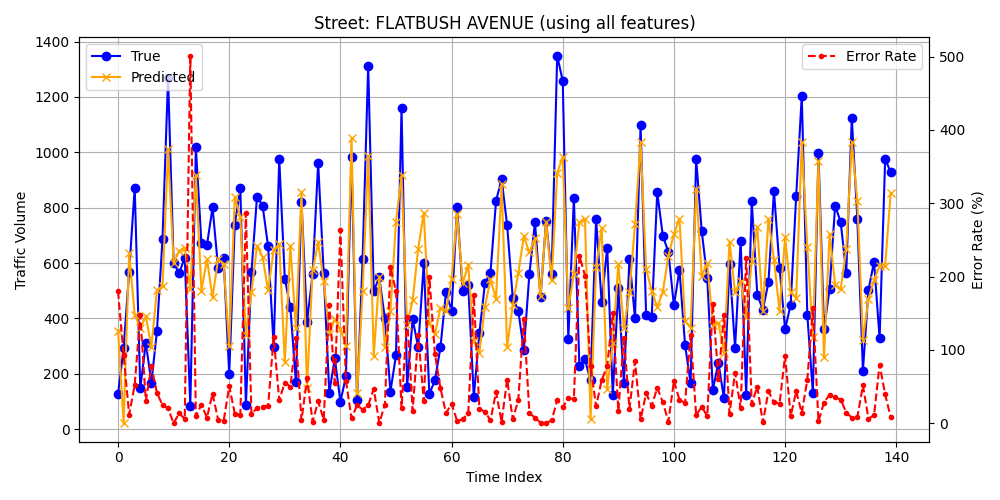 Street: FLATBUSH AVENUE (using all features)
True
Predicted
Error Rate
Traffic Volume
1400
1200
1000
800
600
400
200
0
500
400
300
200
100
0
Error Rate (%)
0 20 40 60 80 100 120 140
Time Index